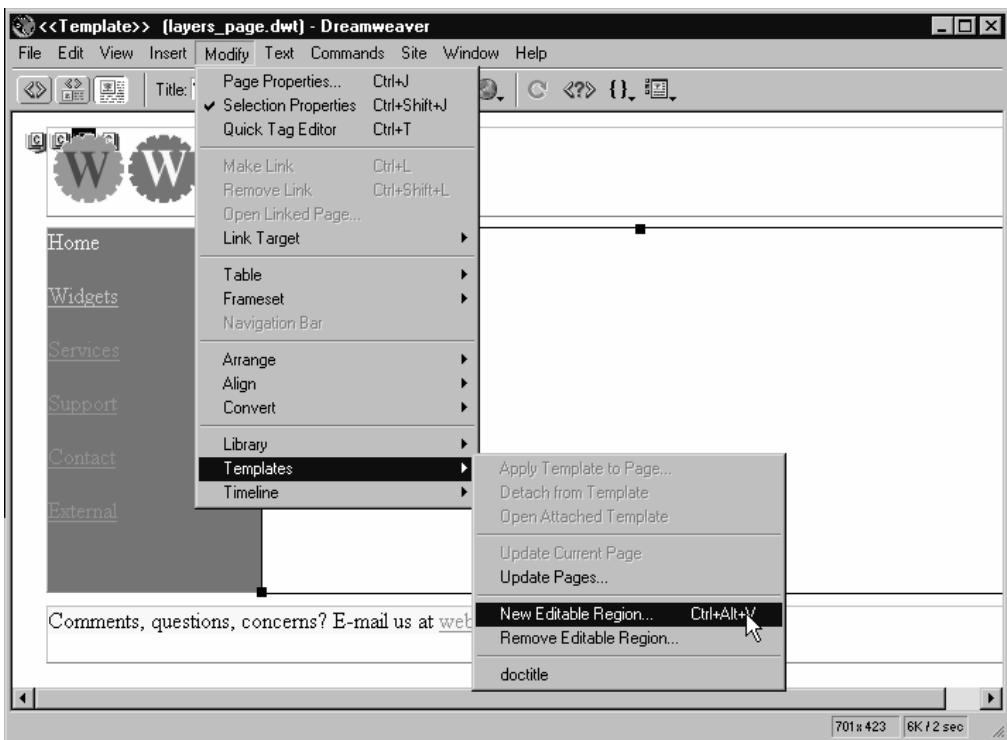 <<Template>> (layers_page.dwt) - Dreamweaver
File Edit View Insert Modify Text Commands Site Window Help
Title:
Page Properties... Ctrl+J
Selection Properties Ctrl+Shift+J
Quick Tag Editor Ctrl+T
Make Link Ctrl+L
Remove Link Ctrl+Shift+L
Open Linked Page...
Link Target
Table
Frameset
Navigation Bar
Arrange
Align
Convert
Library
Templates
Timeline
Apply Template to Page...
Detach from Template
Open Attached Template
Update Current Page
Update Pages...
New Editable Region... Ctrl+Alt+V
Remove Editable Region...
doctitle
W W
Home
Widgets
Services
Support
Contact
External
Comments, questions, concerns? E-mail us at web
701 x 423 6K / 2 sec